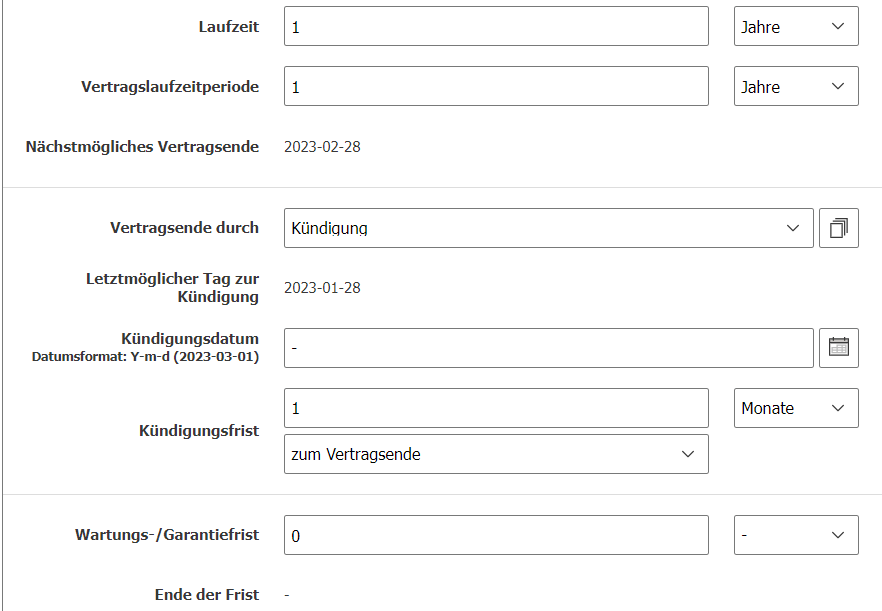 Laufzeit 1 Jahre
Vertragslaufzeitperiode 1 Jahre
Nächstmögliches Vertragsende 2023-02-28
Vertragsende durch Kündigung
Letztmöglicher Tag zur
Kündigung 2023-01-28
Kündigungsdatum
Datumsformat: Y-m-d (2023-03-01) -
Kündigungsfrist 1 Monate
zum Vertragsende
Wartungs-/Garantiefrist 0 -
Ende der Frist -